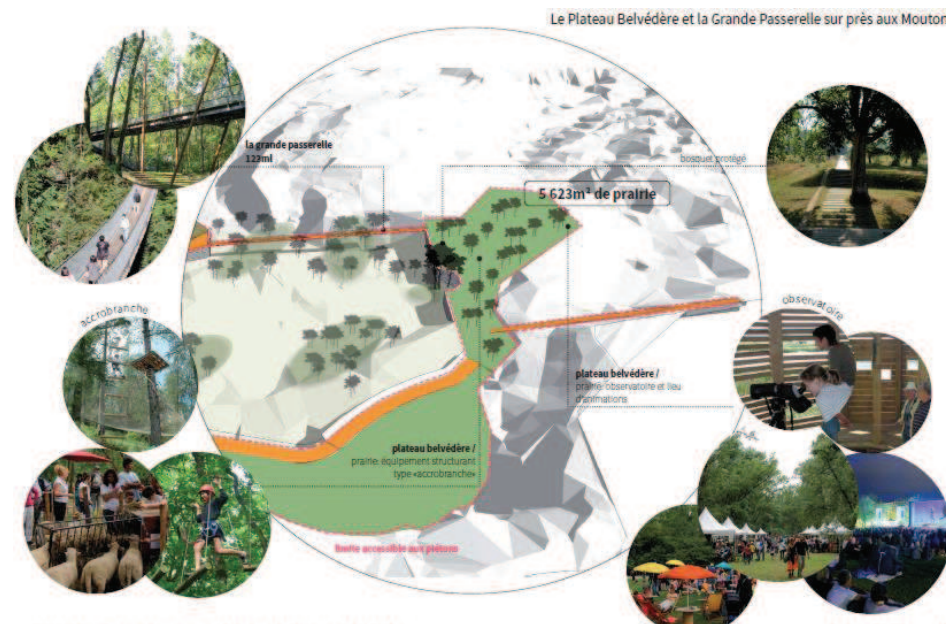 Le Plateau Belvédère et la Grande Passerelle sur près aux Mouton
la grande passerelle
123ml
bosquet protégé
5 623m² de prairie
accrobranche
observatoire
plateau belvédère /
prairie: observatoire et lieu
d'animations
plateau belvédère /
prairie: équipement structurant
type «accrobranche»
limite accessible aux piétons